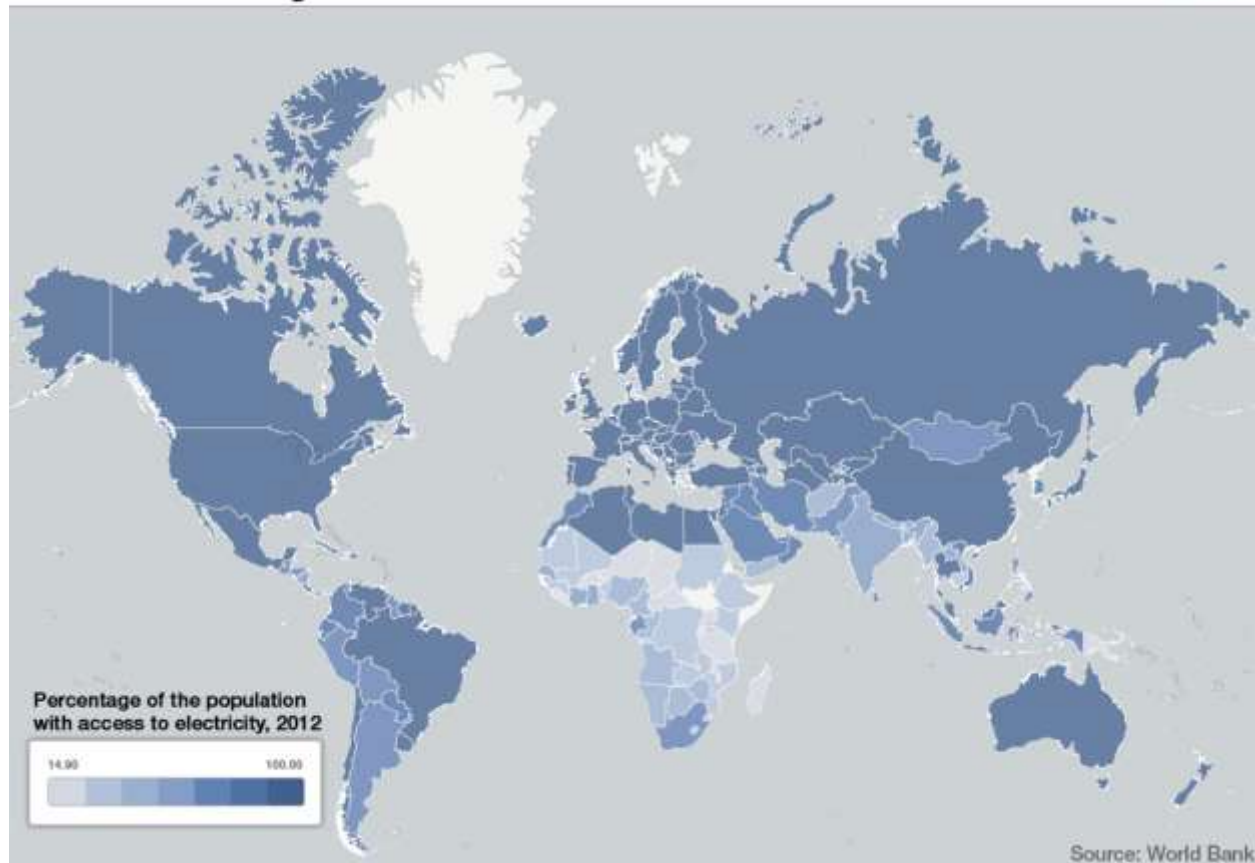 Percentage of the population
with access to electricity, 2012
14.90 100.00
Source: World Bank